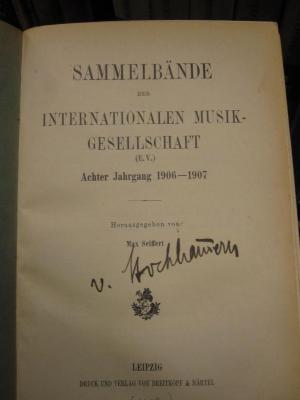 SAMMELBÄNDE
DER
INTERNATIONALEN MUSIK-
GESELLSCHAFT
(E. V.)
Achter Jahrgang 1906—1907
Herausgegeben von
Max Seiffert
v.
LEIPZIG
DRUCK UND VERLAG VON BREITKOPF & HÄRTEL